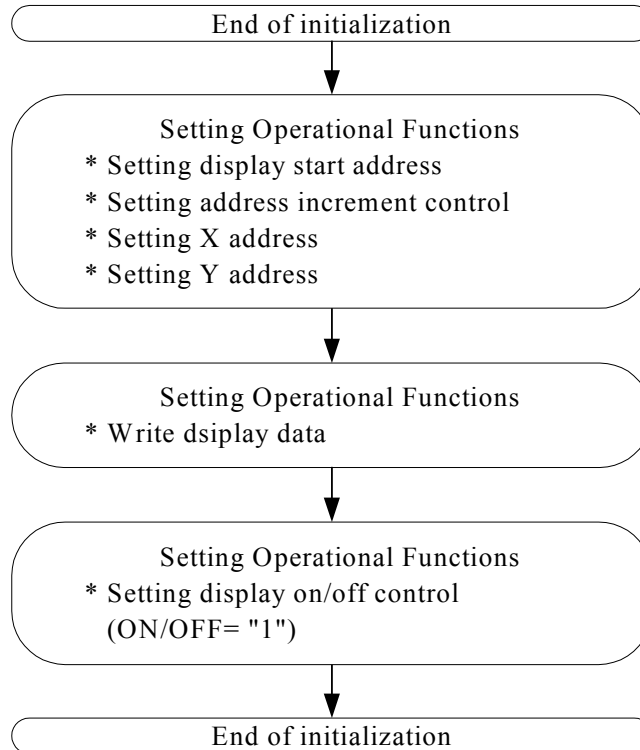 End of initialization
Setting Operational Functions
* Setting display start address
* Setting address increment control
* Setting X address
* Setting Y address
Setting Operational Functions
* Write dsiplay data
Setting Operational Functions
* Setting display on/off control
(ON/OFF= "1")
End of initialization